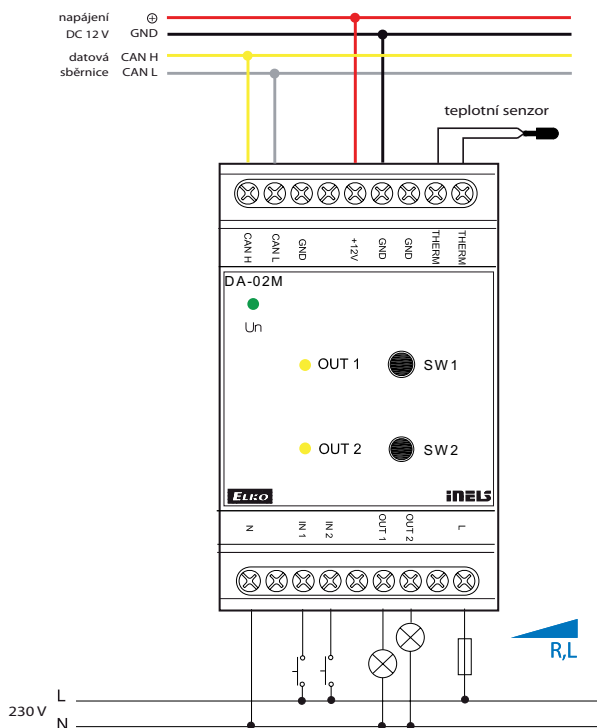 napájení ⊕
DC 12 V GND
datová CAN H
sběrnice CAN L
teplotní senzor
CAN H CAN L GND +12V GND GND THERM THERM
DA-02M
Un
OUT 1 SW1
OUT 2 SW2
ELKO iNELS
N IN 1 IN 2 OUT 1 OUT 2 L
R,L
L
230 V
N